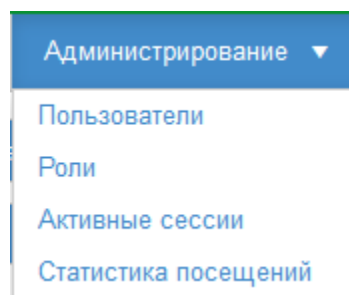 Администрирование
Пользователи
Роли
Активные сессии
Статистика посещений